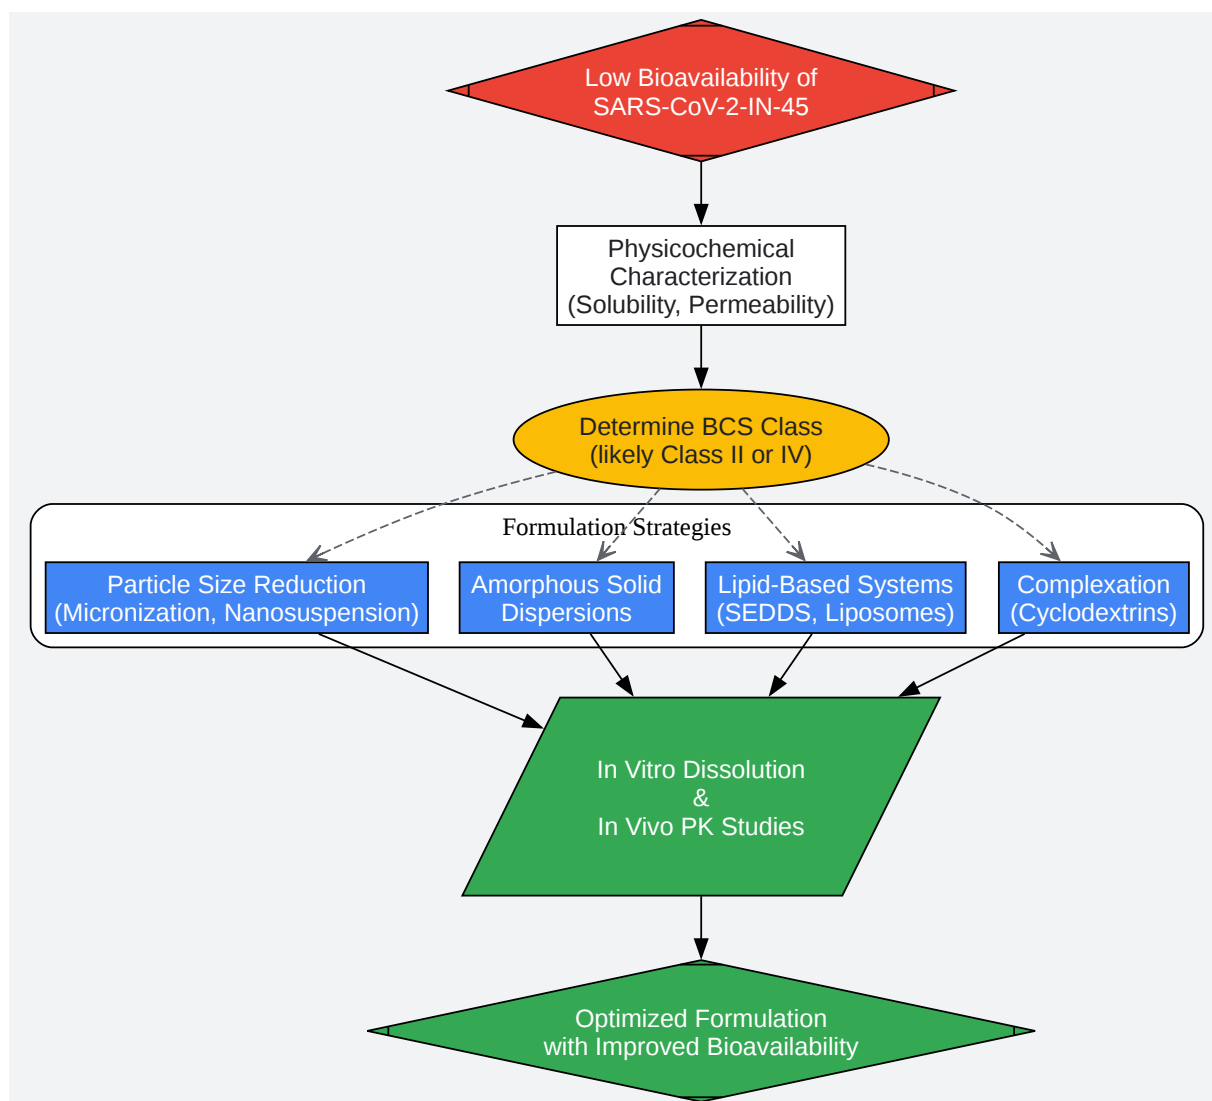 Low Bioavailability of
SARS-CoV-2-IN-45
Physicochemical
Characterization
(Solubility, Permeability)
Determine BCS Class
(likely Class II or IV)
Formulation Strategies
Particle Size Reduction
(Micronization, Nanosuspension)
Amorphous Solid
Dispersions
Lipid-Based Systems
(SEDDS, Liposomes)
Complexation
(Cyclodextrins)
In Vitro Dissolution
&
In Vivo PK Studies
Optimized Formulation
with Improved Bioavailability